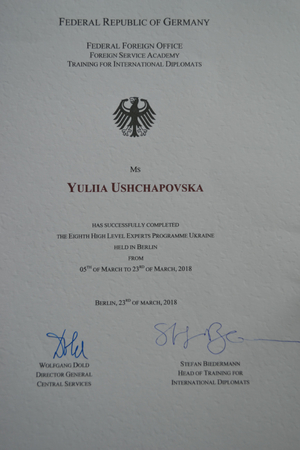 FEDERAL REPUBLIC OF GERMANY
FEDERAL FOREIGN OFFICE
FOREIGN SERVICE ACADEMY
TRAINING FOR INTERNATIONAL DIPLOMATS
MS
YULIIA USHCHAPOVSKA
HAS SUCCESSFULLY COMPLETED
THE EIGHTH HIGH LEVEL EXPERTS PROGRAMME UKRAINE
HELD IN BERLIN
FROM
05TH OF MARCH TO 23RD OF MARCH, 2018
BERLIN, 23RD OF MARCH, 2018
Dold
WOLFGANG DOLD
DIRECTOR GENERAL
CENTRAL SERVICES
STEFAN BIEDERMANN
HEAD OF TRAINING FOR
INTERNATIONAL DIPLOMATS